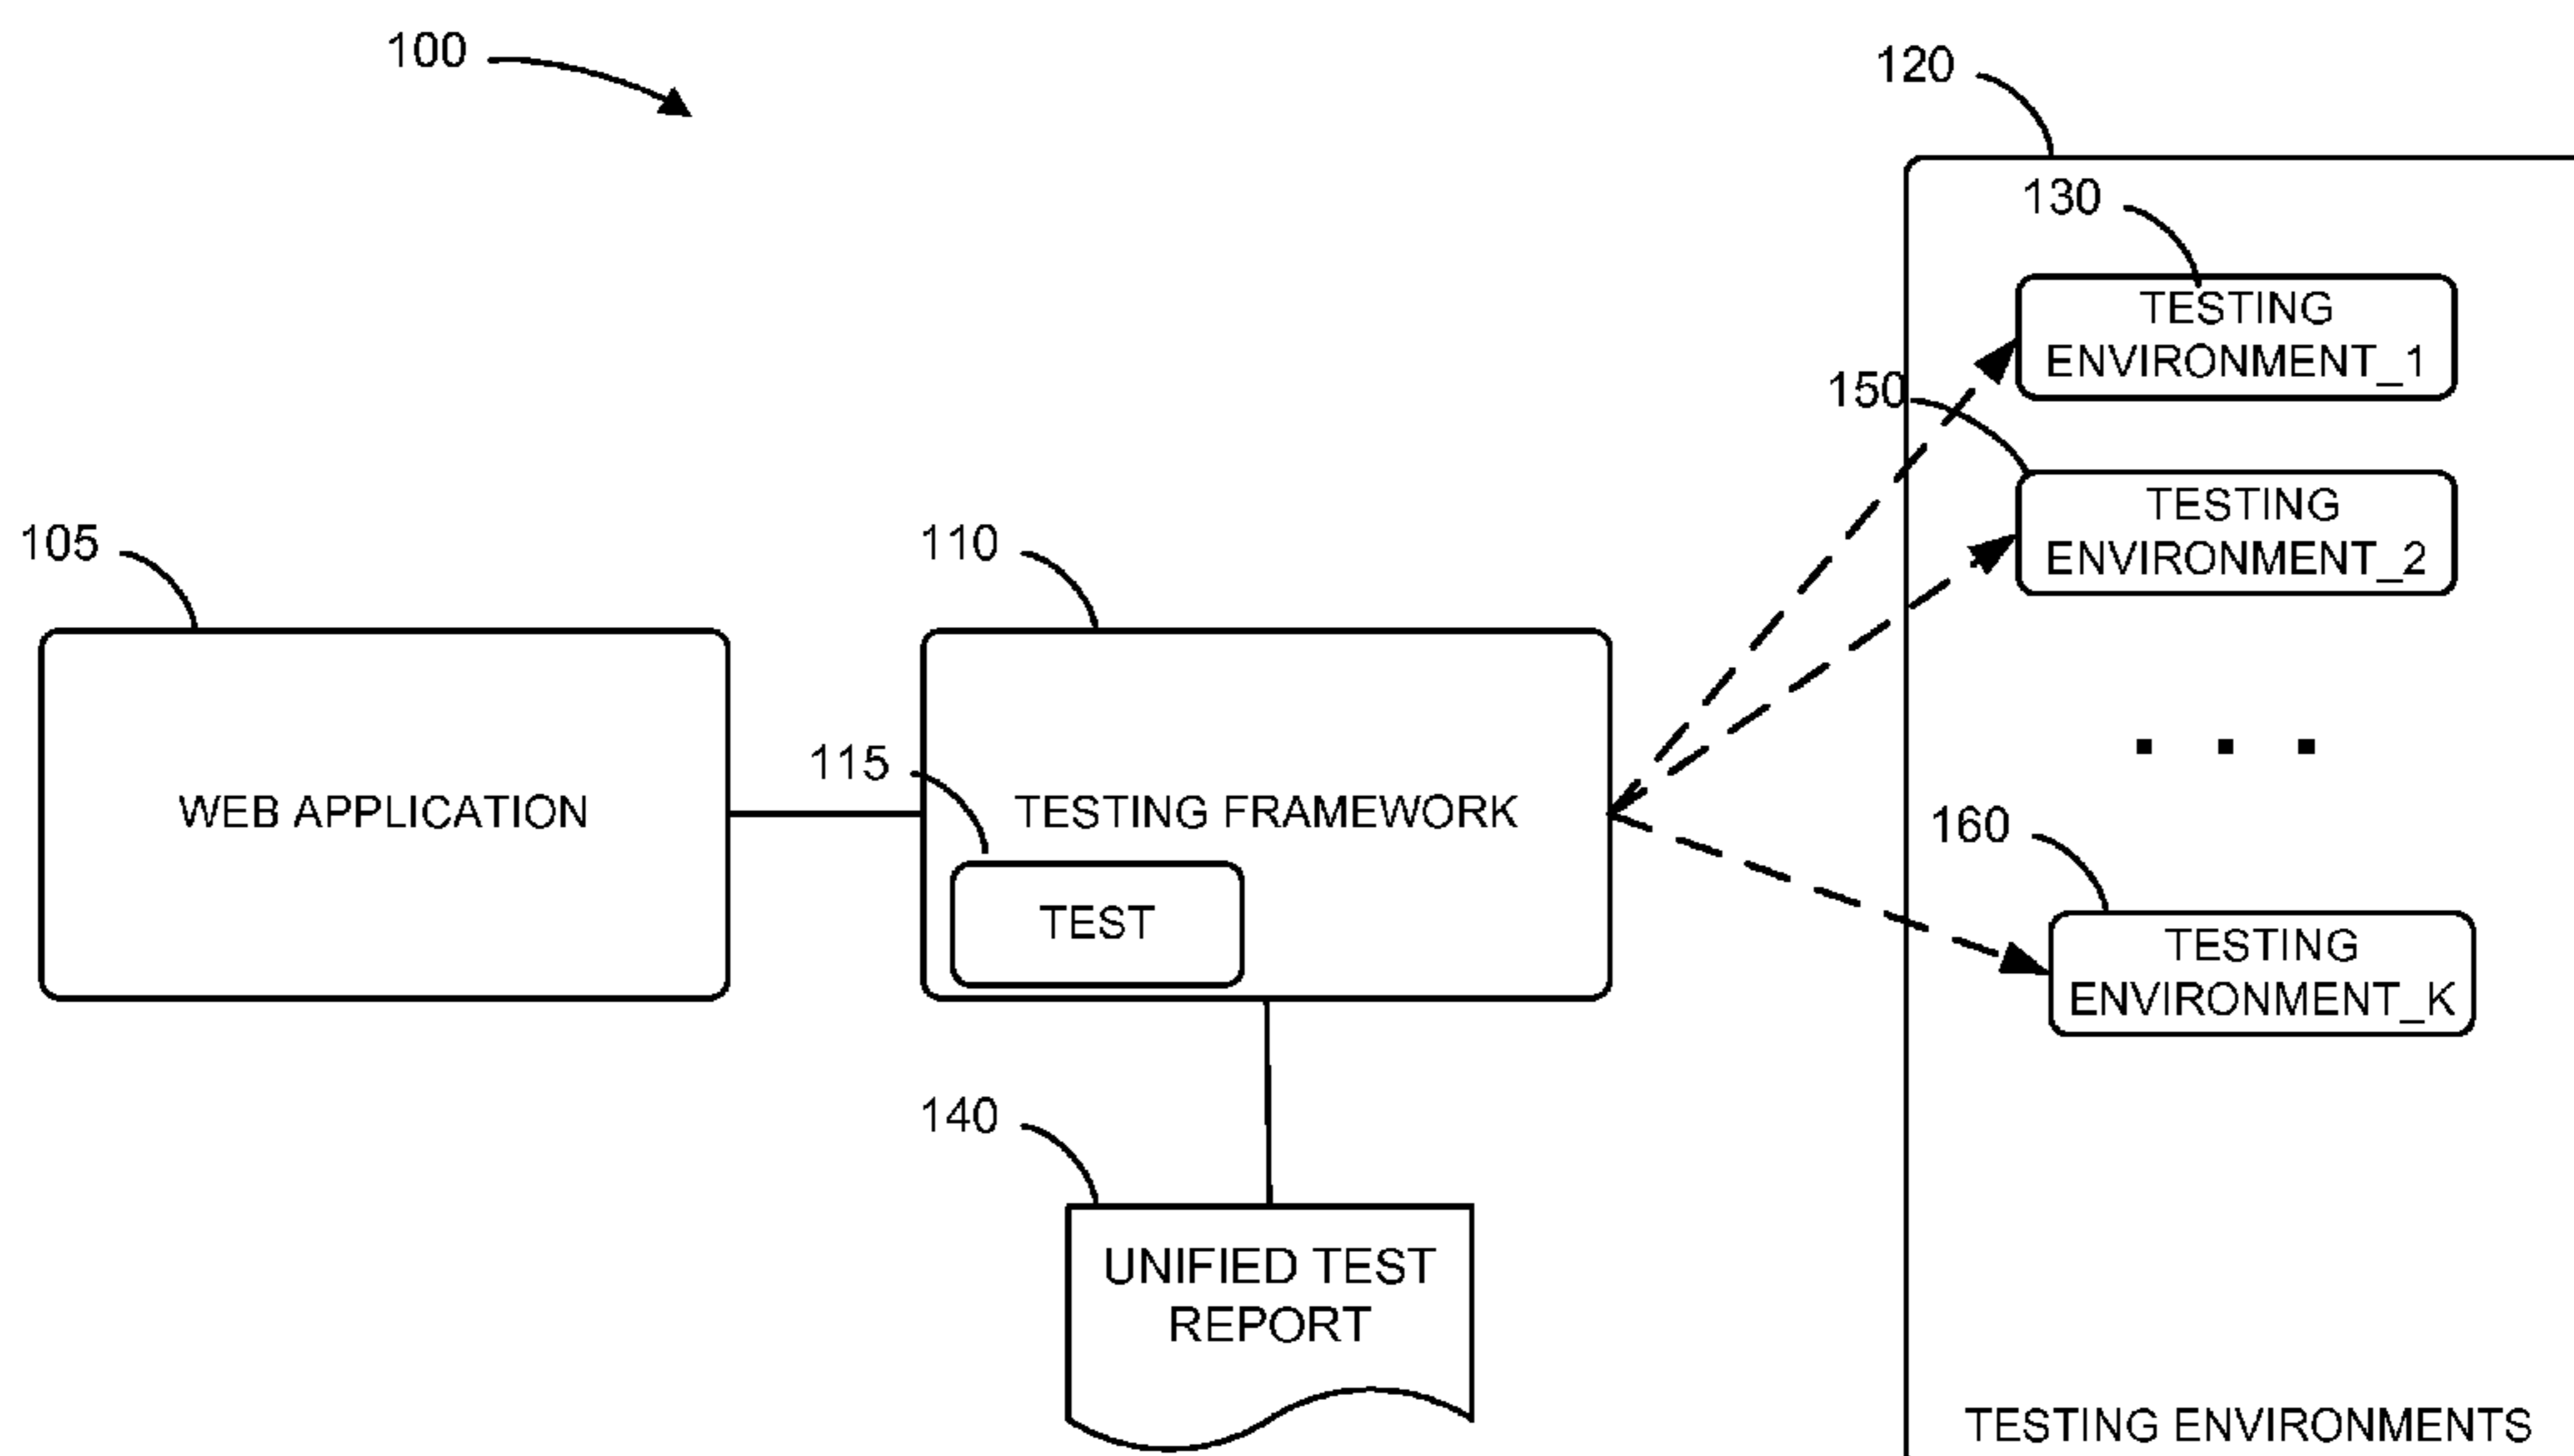 100
120
130
TESTING
ENVIRONMENT_1
150
TESTING
ENVIRONMENT_2
105
110
115
WEB APPLICATION
TESTING FRAMEWORK
TEST
. . .
160
TESTING
ENVIRONMENT_K
140
UNIFIED TEST
REPORT
TESTING ENVIRONMENTS